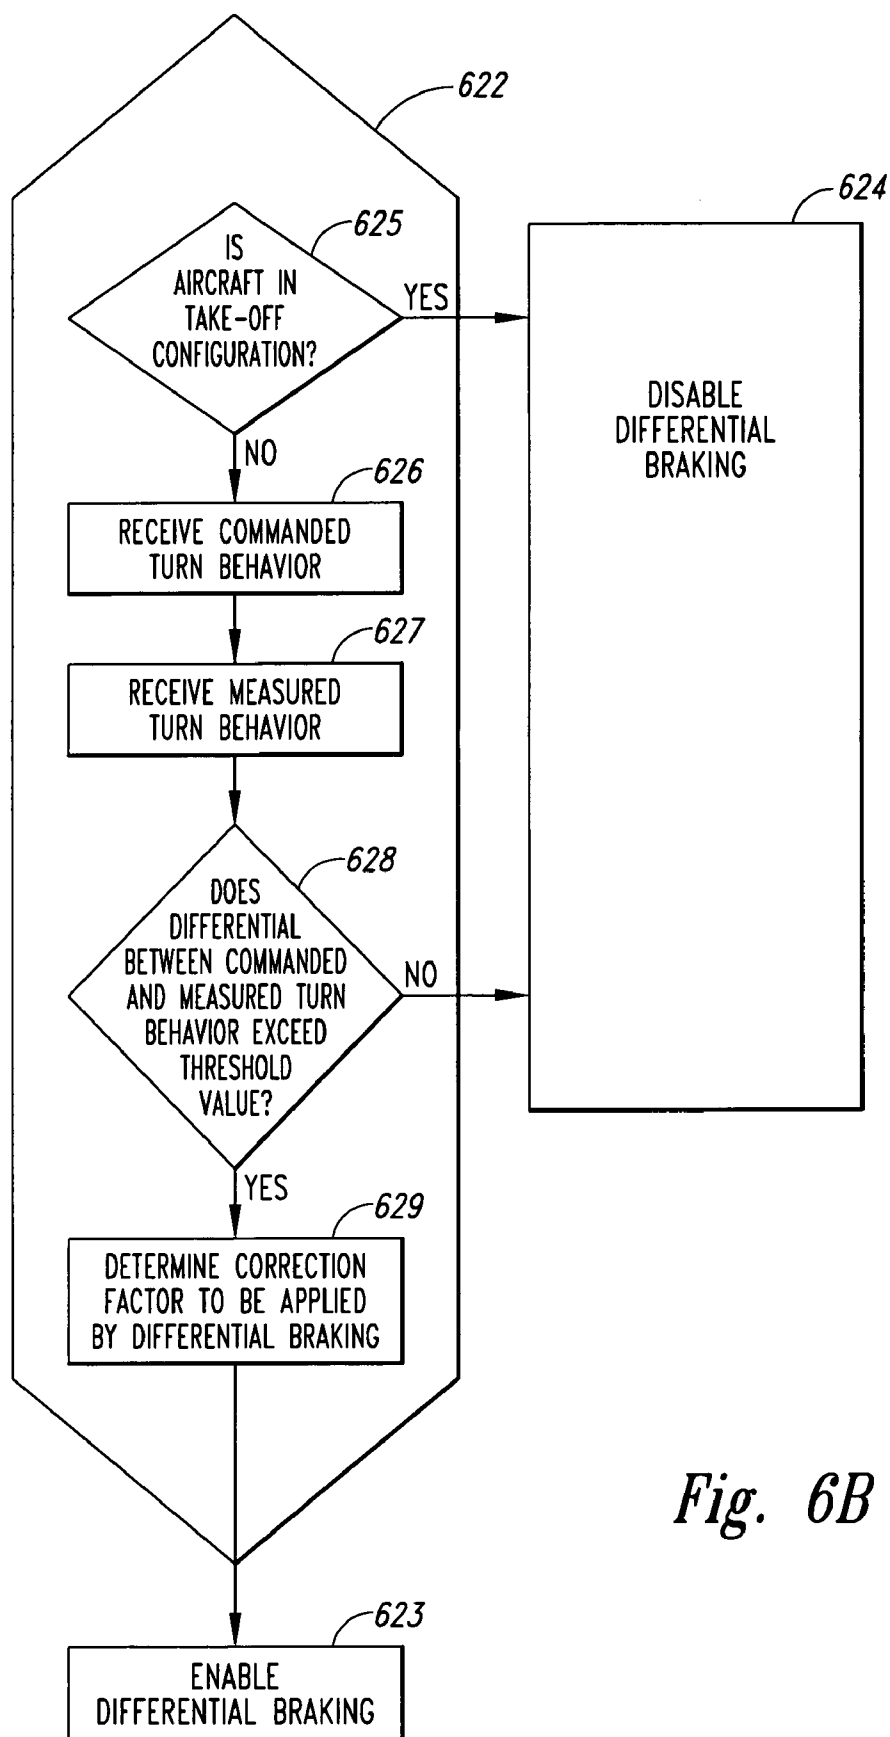 622
624
625
IS
AIRCRAFT IN
TAKE-OFF
CONFIGURATION?
YES
NO
DISABLE
DIFFERENTIAL
BRAKING
626
RECEIVE COMMANDED
TURN BEHAVIOR
627
RECEIVE MEASURED
TURN BEHAVIOR
628
DOES
DIFFERENTIAL
BETWEEN COMMANDED
AND MEASURED TURN
BEHAVIOR EXCEED
THRESHOLD
VALUE?
NO
YES
629
DETERMINE CORRECTION
FACTOR TO BE APPLIED
BY DIFFERENTIAL BRAKING
Fig. 6B
623
ENABLE
DIFFERENTIAL BRAKING